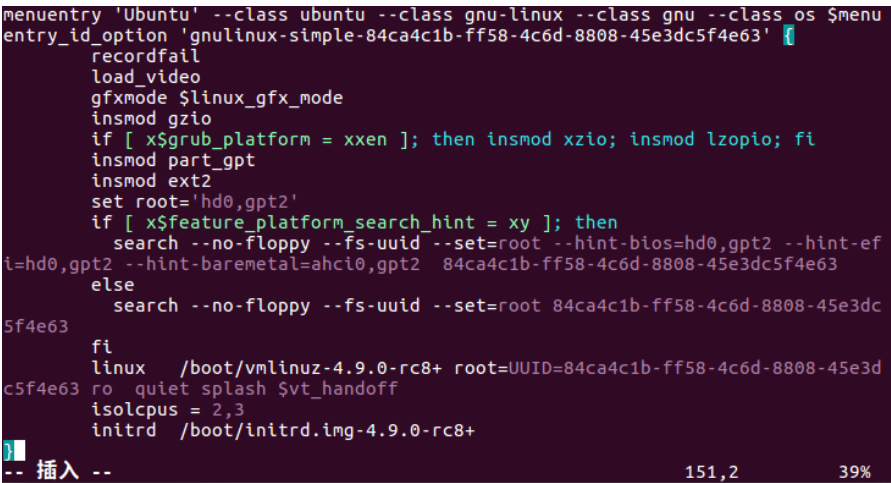 menuentry 'Ubuntu' --class ubuntu --class gnu-linux --class gnu --class os $menu
entry_id_option 'gnulinux-simple-84ca4c1b-ff58-4c6d-8808-45e3dc5f4e63' {
        recordfail
        load_video
        gfxmode $linux_gfx_mode
        insmod gzio
        if [ x$grub_platform = xxen ]; then insmod xzio; insmod lzopio; fi
        insmod part_gpt
        insmod ext2
        set root='hd0,gpt2'
        if [ x$feature_platform_search_hint = xy ]; then
          search --no-floppy --fs-uuid --set=root --hint-bios=hd0,gpt2 --hint-ef
i=hd0,gpt2 --hint-baremetal=ahci0,gpt2  84ca4c1b-ff58-4c6d-8808-45e3dc5f4e63
        else
          search --no-floppy --fs-uuid --set=root 84ca4c1b-ff58-4c6d-8808-45e3dc
5f4e63
        fi
        linux   /boot/vmlinuz-4.9.0-rc8+ root=UUID=84ca4c1b-ff58-4c6d-8808-45e3d
c5f4e63 ro  quiet splash $vt_handoff
        isolcpus = 2,3
        initrd  /boot/initrd.img-4.9.0-rc8+
}
-- 插入 -- 151,2 39%